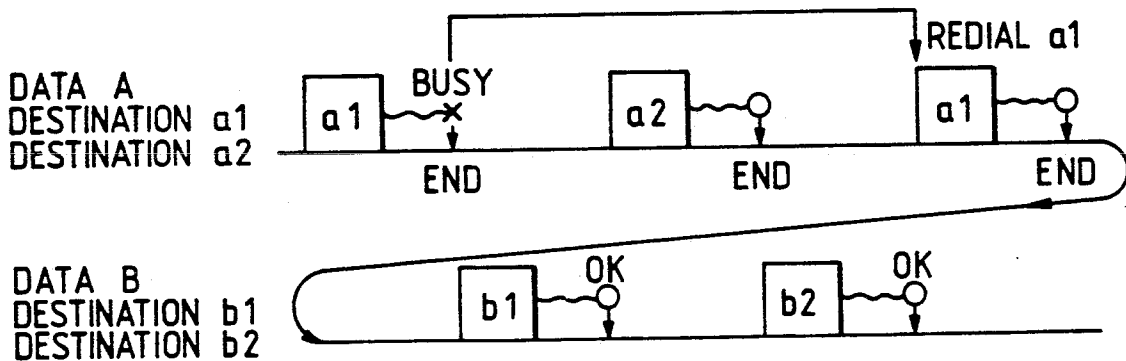 REDIAL a1
BUSY
DATA A
DESTINATION a1
DESTINATION a2
a1
a2
a1
END
END
END
DATA B
DESTINATION b1
DESTINATION b2
OK
OK
b1
b2